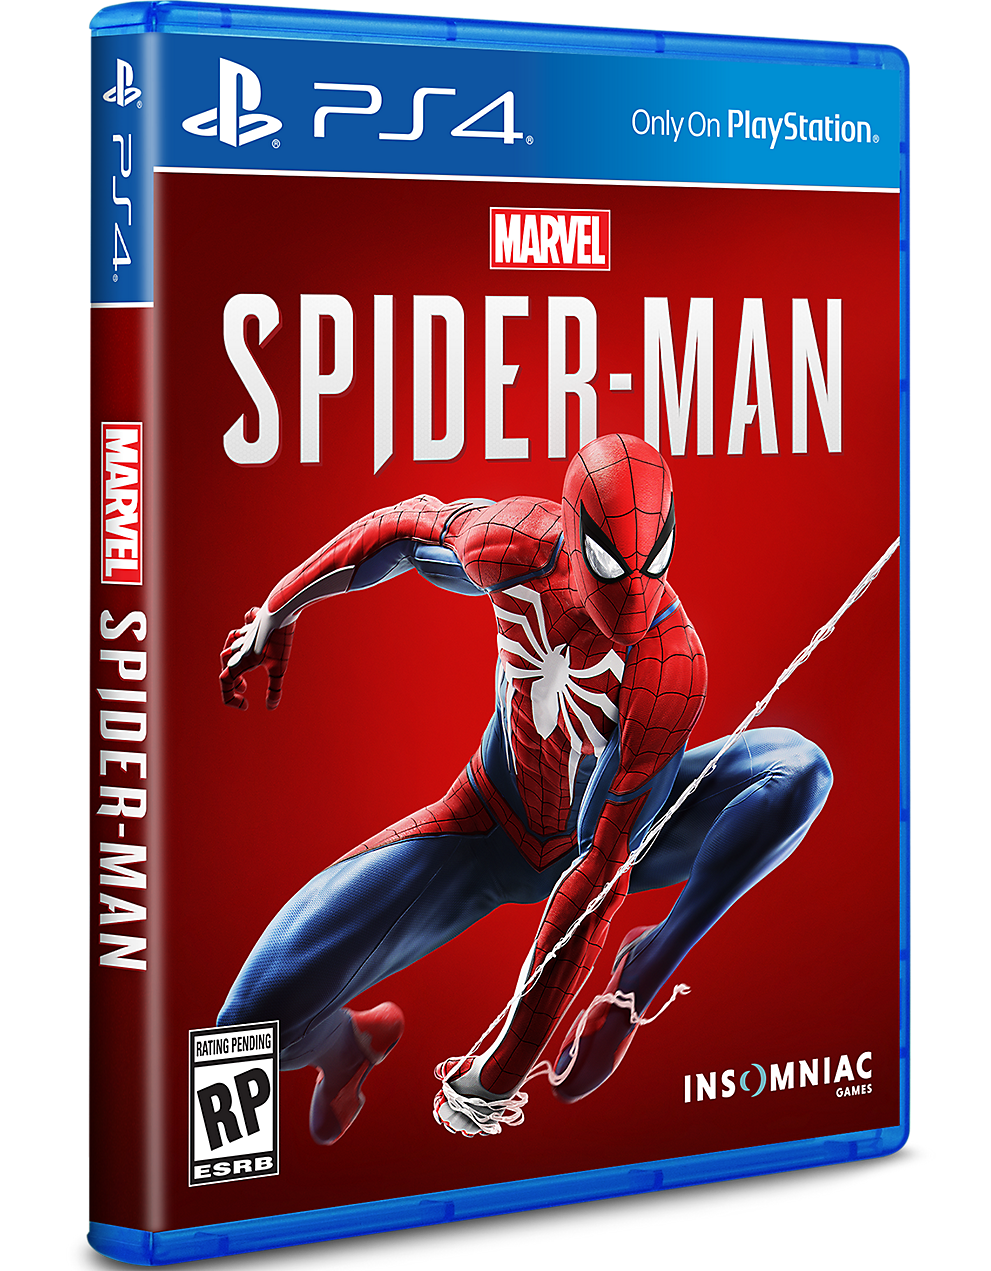 PS4
Only On PlayStation
MARVEL
SPIDER-MAN
RATING PENDING
RP
ESRB
INSOMNIAC
GAMES
PS4
MARVEL
SPIDER-MAN